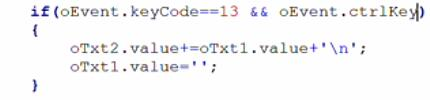 if(oEvent.keyCode==13 && oEvent.ctrlKey)
{
oTxt2.value+=oTxt1.value+'\n';
oTxt1.value='';
}